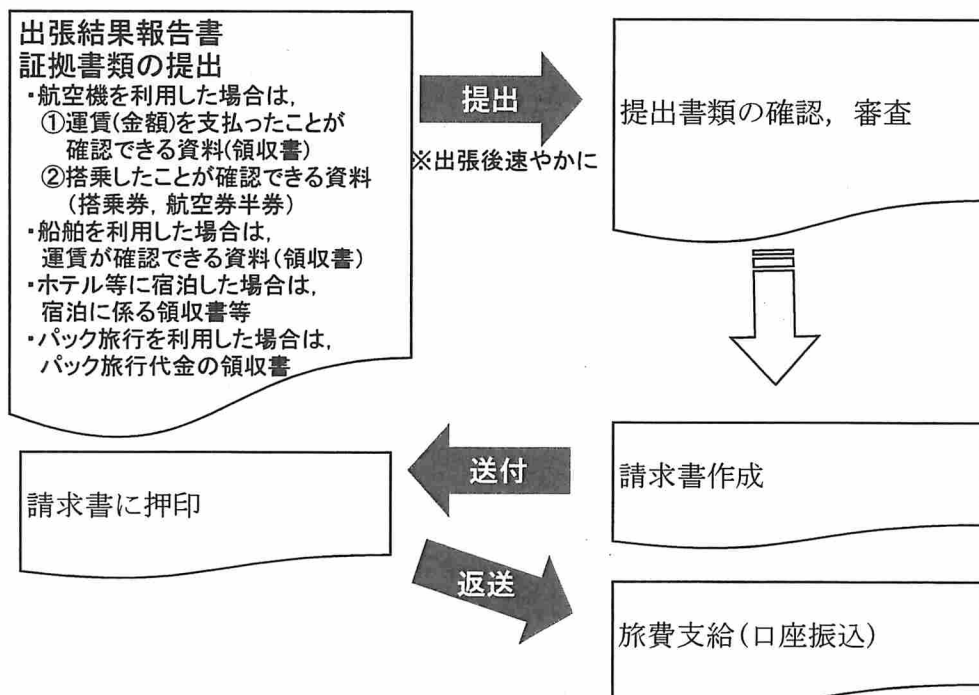 出張結果報告書
証拠書類の提出
・航空機を利用した場合は,
①運賃(金額)を支払ったことが
確認できる資料(領収書)
②搭乗したことが確認できる資料
(搭乗券, 航空券半券)
・船舶を利用した場合は,
運賃が確認できる資料(領収書)
・ホテル等に宿泊した場合は,
宿泊に係る領収書等
・パック旅行を利用した場合は,
パック旅行代金の領収書
提出
※出張後速やかに
提出書類の確認, 審査
請求書作成
送付
請求書に押印
返送
旅費支給(口座振込)